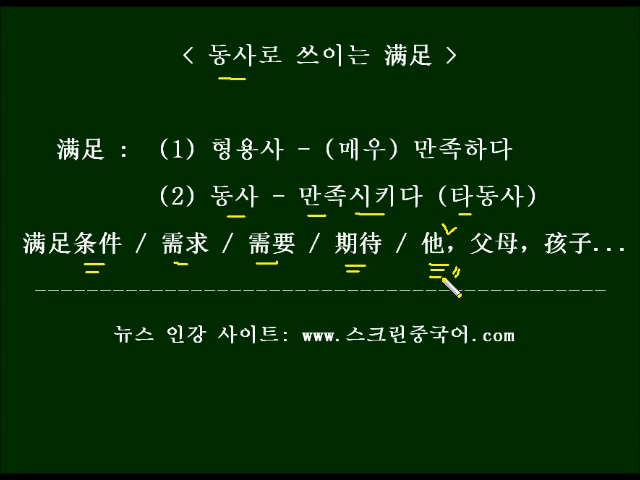 < 동사로 쓰이는 满足 >
满足 : (1) 형용사 - (매우) 만족하다
(2) 동사 - 만족시키다 (타동사)
满足条件 / 需求 / 需要 / 期待 / 他, 父母, 孩子...
뉴스 인강 사이트: www.스크린중국어.com